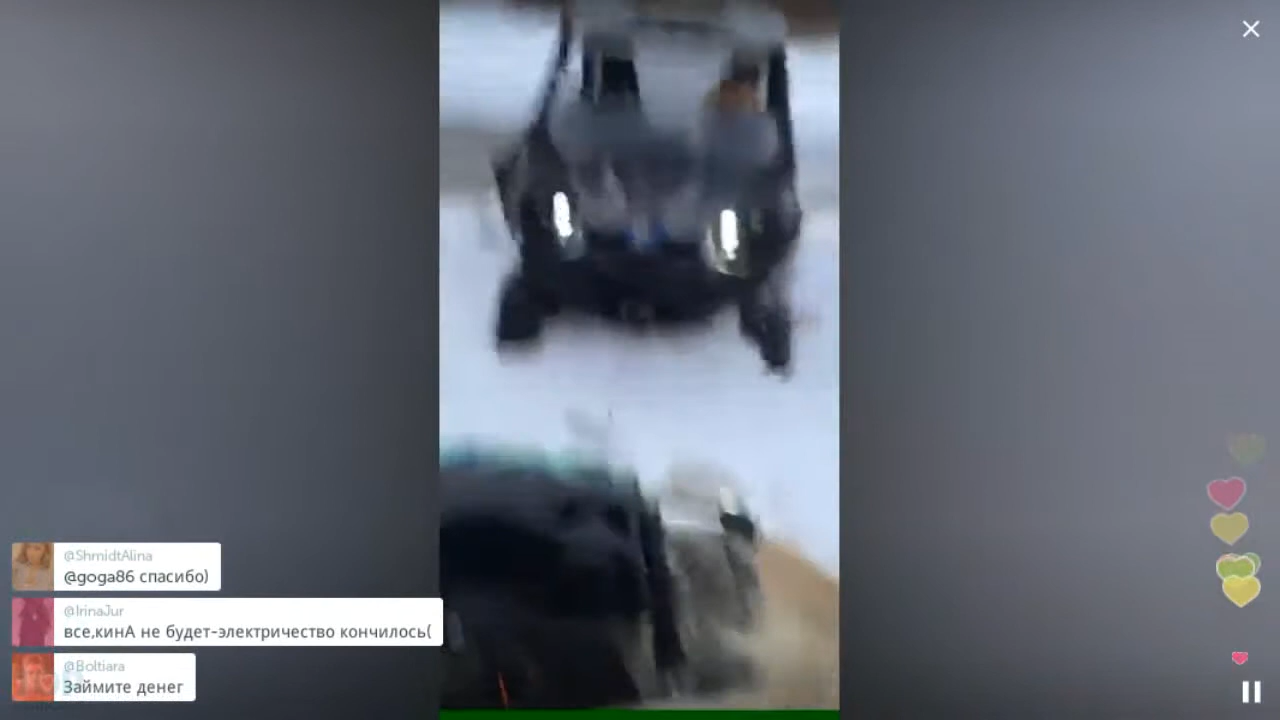 @ShmidtAlina
@goga86 спасибо)
@IrinaJur
все,кинА не будет-электричество кончилось(
@Boltiara
Займите денег